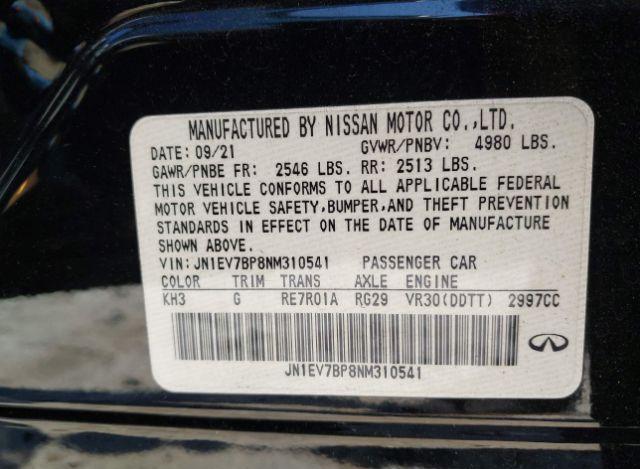 MANUFACTURED BY NISSAN MOTOR CO.,LTD.
DATE: 09/21 GVWR/PNBV: 4980 LBS.
GAWR/PNBE FR: 2546 LBS. RR: 2513 LBS.
THIS VEHICLE CONFORMS TO ALL APPLICABLE FEDERAL
MOTOR VEHICLE SAFETY,BUMPER,AND THEFT PREVENTION
STANDARDS IN EFFECT ON THE DATE OF MANUFACTURE
SHOWN ABOVE.
VIN: JN1EV7BP8NM310541 PASSENGER CAR
COLOR TRIM TRANS AXLE ENGINE
KH3 G RE7R01A RG29 VR30(DDTT) 2997CC
JN1EV7BP8NM310541